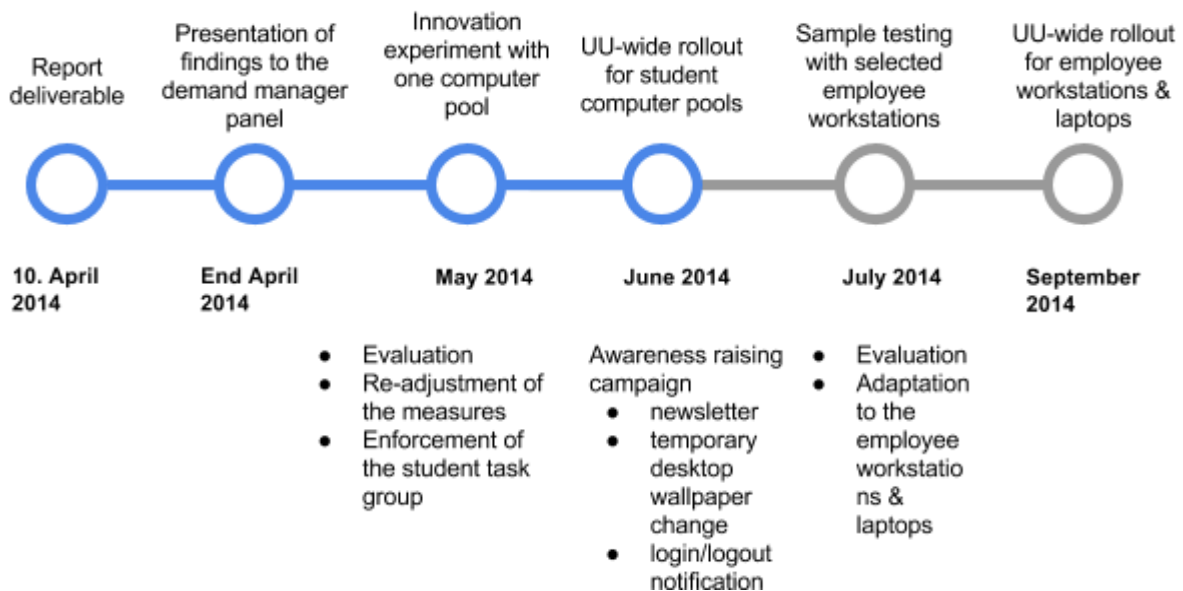 Report
deliverable
Presentation of
findings to the
demand manager
panel
Innovation
experiment with
one computer
pool
UU-wide rollout
for student
computer pools
Sample testing
with selected
employee
workstations
UU-wide rollout
for employee
workstations &
laptops
10. April
2014
End April
2014
May 2014
June 2014
July 2014
September
2014
● Evaluation
● Re-adjustment of
the measures
● Enforcement of
the student task
group
Awareness raising
campaign
● newsletter
● temporary
desktop
wallpaper
change
● login/logout
notification
● Evaluation
● Adaptation
to the
employee
workstatio
ns &
laptops